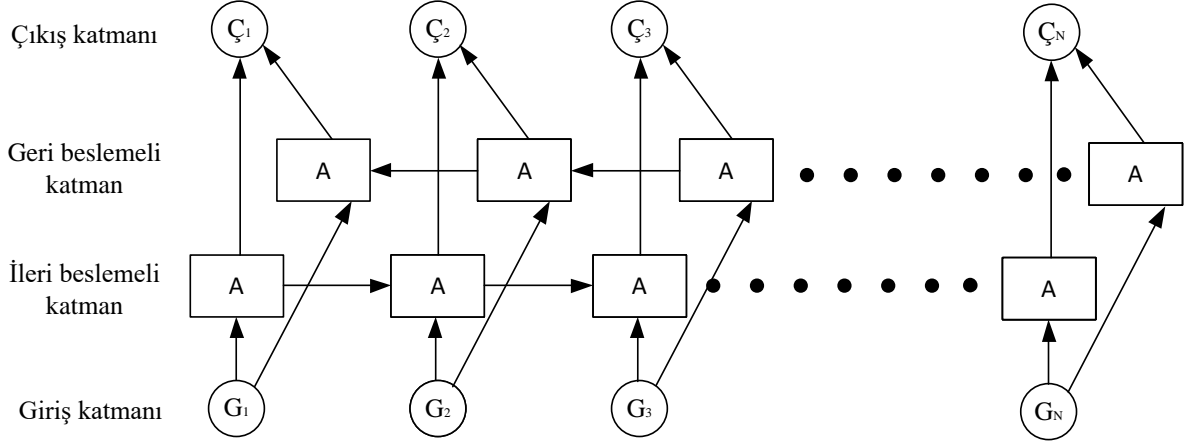 Çıkış katmanı
Ç1 Ç2 Ç3 ÇN
Geri beslemeli
katman
A A A A
İleri beslemeli
katman
A A A A
Giriş katmanı
G1 G2 G3 GN